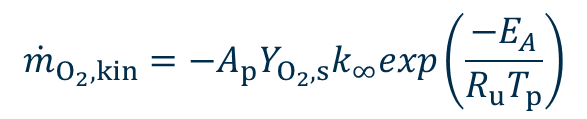 ṁ_{O₂,kin} = −A_p Y_{O₂,s} k_∞ exp(−E_A / (R_u T_p))